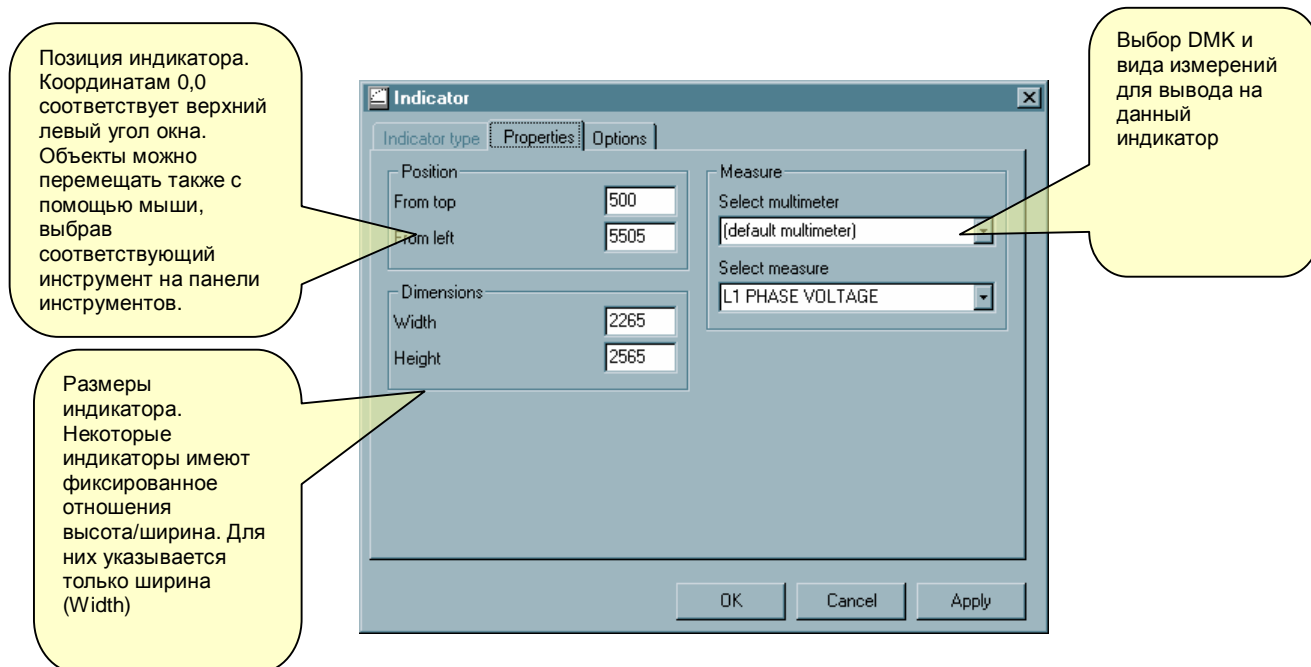 Позиция индикатора.
Координатам 0,0
соответствует верхний
левый угол окна.
Объекты можно
перемещать также с
помощью мыши,
выбрав
соответствующий
инструмент на панели
инструментов.
Размеры
индикатора.
Некоторые
индикаторы имеют
фиксированное
отношения
высота/ширина. Для
них указывается
только ширина
(Width)
Indicator
Indicator type Properties Options
Position
From top 500
From left 5505
Dimensions
Width 2265
Height 2565
Measure
Select multimeter
(default multimeter)
Select measure
L1 PHASE VOLTAGE
OK Cancel Apply
Выбор DMK и
вида измерений
для вывода на
данный
индикатор